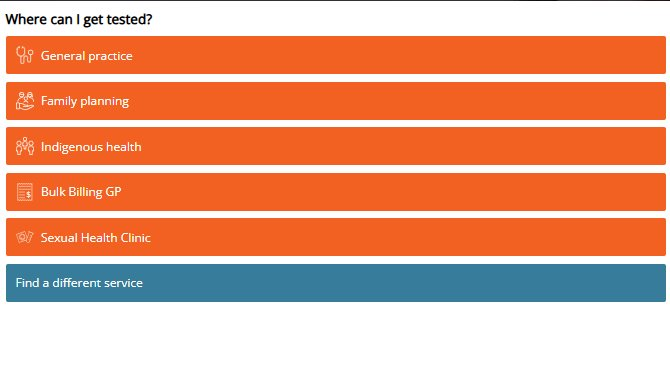 Where can I get tested?
General practice
Family planning
Indigenous health
Bulk Billing GP
Sexual Health Clinic
Find a different service